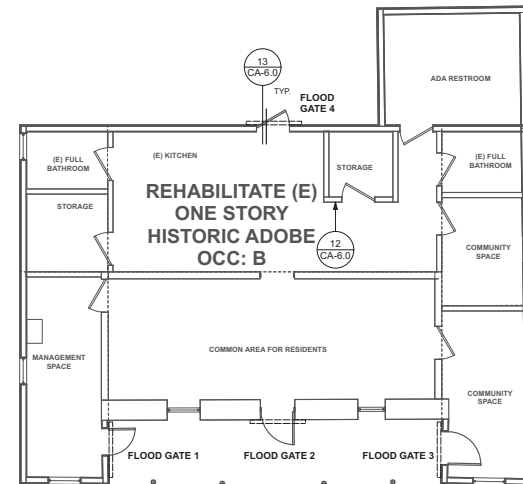 13
CA-6.0
TYP.
FLOOD
GATE 4
ADA RESTROOM
(E) FULL
BATHROOM
(E) KITCHEN
STORAGE
(E) FULL
BATHROOM
REHABILITATE (E)
ONE STORY
HISTORIC ADOBE
OCC: B
STORAGE
12
CA-6.0
COMMUNITY
SPACE
MANAGEMENT
SPACE
COMMON AREA FOR RESIDENTS
COMMUNITY
SPACE
FLOOD GATE 1
FLOOD GATE 2
FLOOD GATE 3